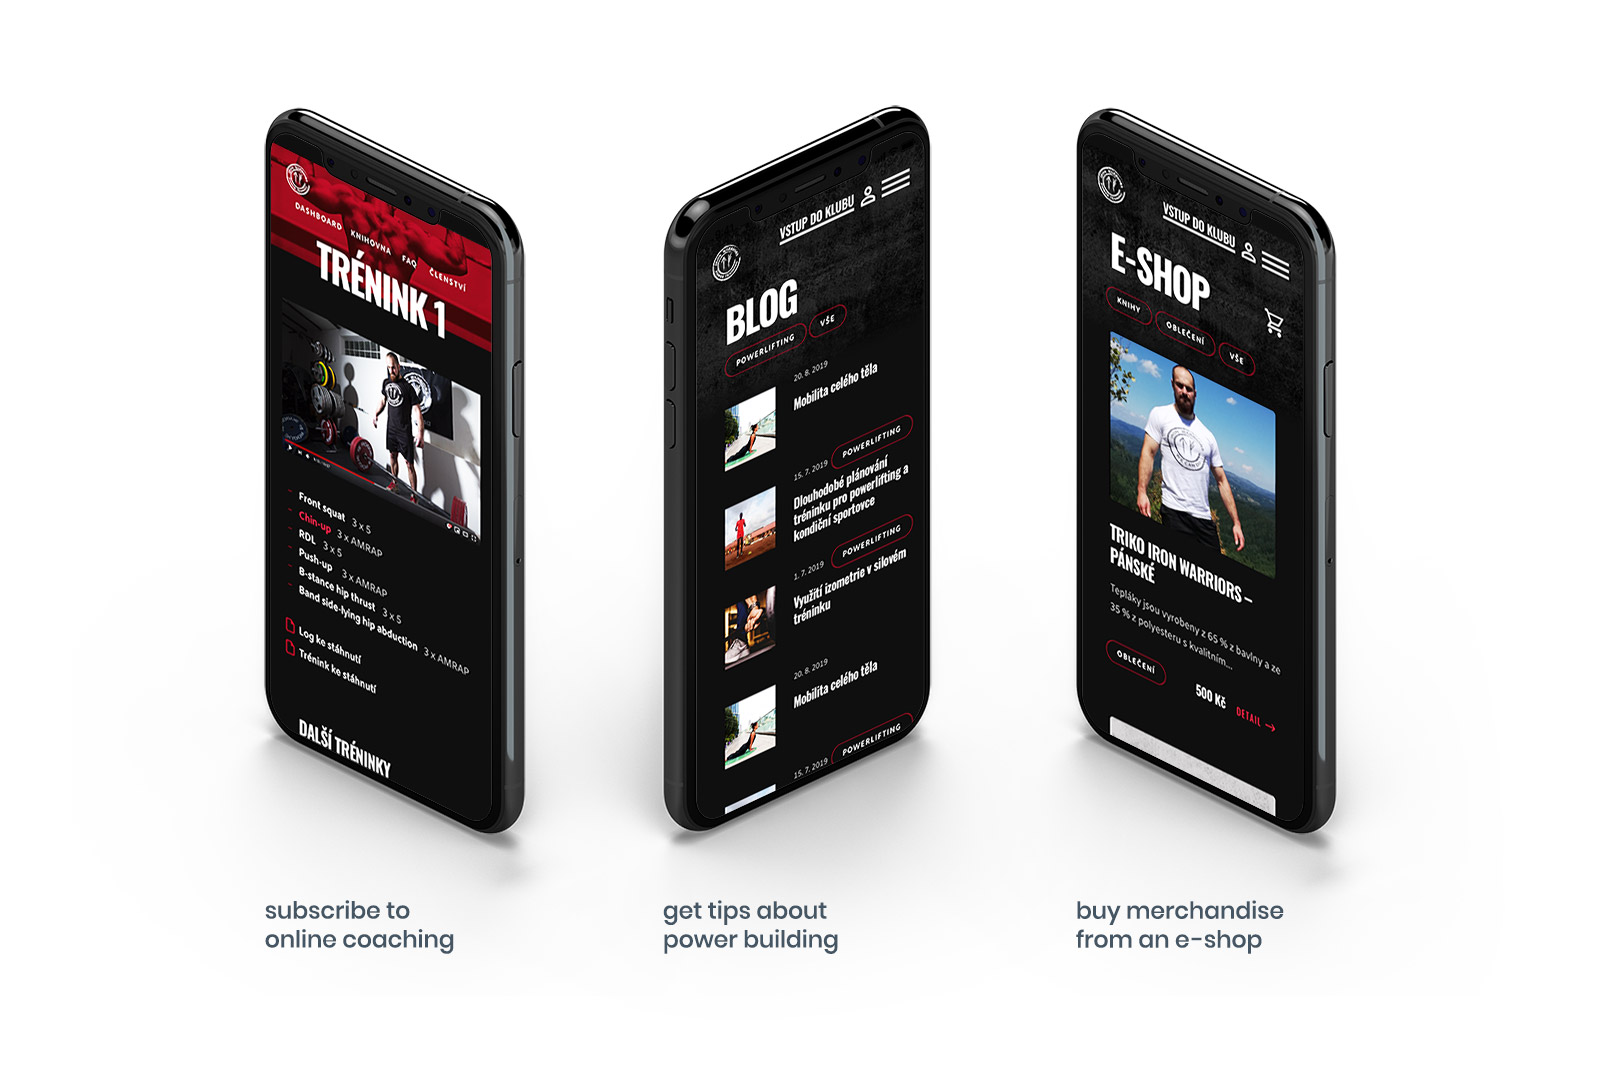 DASHBOARD KNIHOVNA FAQ ČLENSTVÍ
TRÉNINK 1
Front squat 3 x 5
Chin-up 3 x AMRAP
RDL 3 x 5
Push-up 3 x AMRAP
B-stance hip thrust 3 x 5
Band side-lying hip abduction 3 x AMRAP
Log ke stáhnutí
Trénink ke stáhnutí
DALŠÍ TRÉNINKY
subscribe to
online coaching
VSTUP DO KLUBU
BLOG
POWERLIFTING VŠE
20. 8. 2019
Mobilita celého těla
POWERLIFTING
15. 7. 2019
Dlouhodobé plánování
tréninku pro powerlifting a
kondiční sportovce
POWERLIFTING
1. 7. 2019
Využití izometrie v silovém
tréninku
20. 8. 2019
Mobilita celého těla
POWERLIFTING
15. 7. 2019
get tips about
power building
VSTUP DO KLUBU
E-SHOP
KNIHY OBLEČENÍ VŠE
TRIKO IRON WARRIORS –
PÁNSKÉ
Tepláky jsou vyrobeny z 65 % z bavlny a ze
35 % z polyesteru s kvalitním...
OBLEČENÍ
500 Kč DETAIL →
buy merchandise
from an e-shop